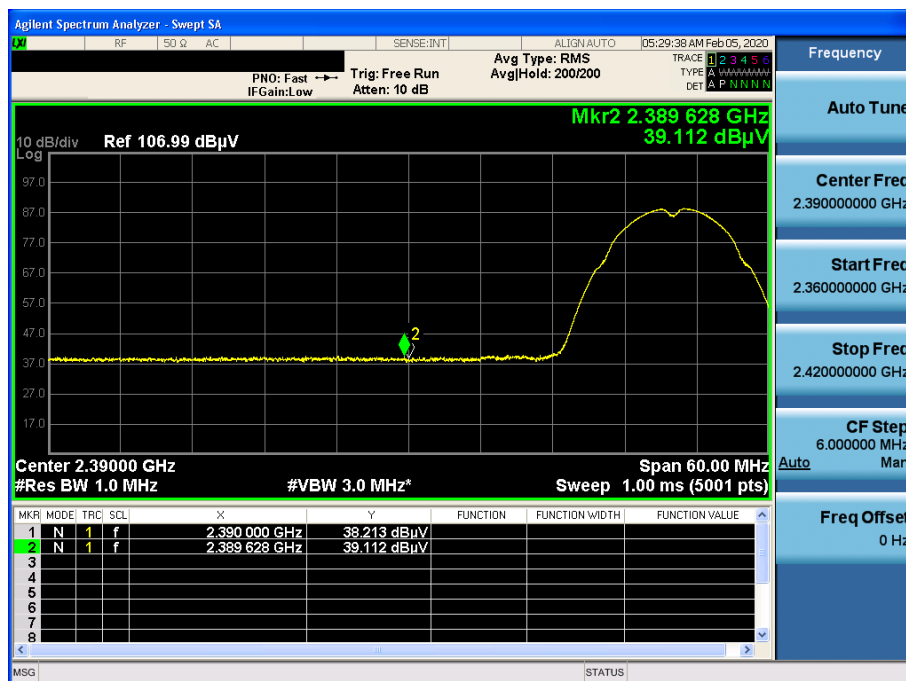 Agilent Spectrum Analyzer - Swept SA
LXI RF 50 Ω AC SENSE:INT ALIGN AUTO 05:29:38 AM Feb 05, 2020
PNO: Fast Trig: Free Run Avg Type: RMS TRACE 1 2 3 4 5 6
IFGain:Low Atten: 10 dB Avg|Hold: 200/200 TYPE A WWWWW
DET A P N N N N
Mkr2 2.389 628 GHz
39.112 dBµV
10 dB/div Ref 106.99 dBµV
Log
97.0
87.0
77.0
67.0
57.0
47.0
37.0
27.0
17.0
2
Center 2.39000 GHz Span 60.00 MHz
#Res BW 1.0 MHz #VBW 3.0 MHz* Sweep 1.00 ms (5001 pts)
MKR MODE TRC SCL X Y FUNCTION FUNCTION WIDTH FUNCTION VALUE
1 N 1 f 2.390 000 GHz 38.213 dBµV
2 N 1 f 2.389 628 GHz 39.112 dBµV
3
4
5
6
7
8
MSG STATUS
Frequency
Auto Tune
Center Freq
2.390000000 GHz
Start Freq
2.360000000 GHz
Stop Freq
2.420000000 GHz
CF Step
6.000000 MHz
Auto Man
Freq Offset
0 Hz